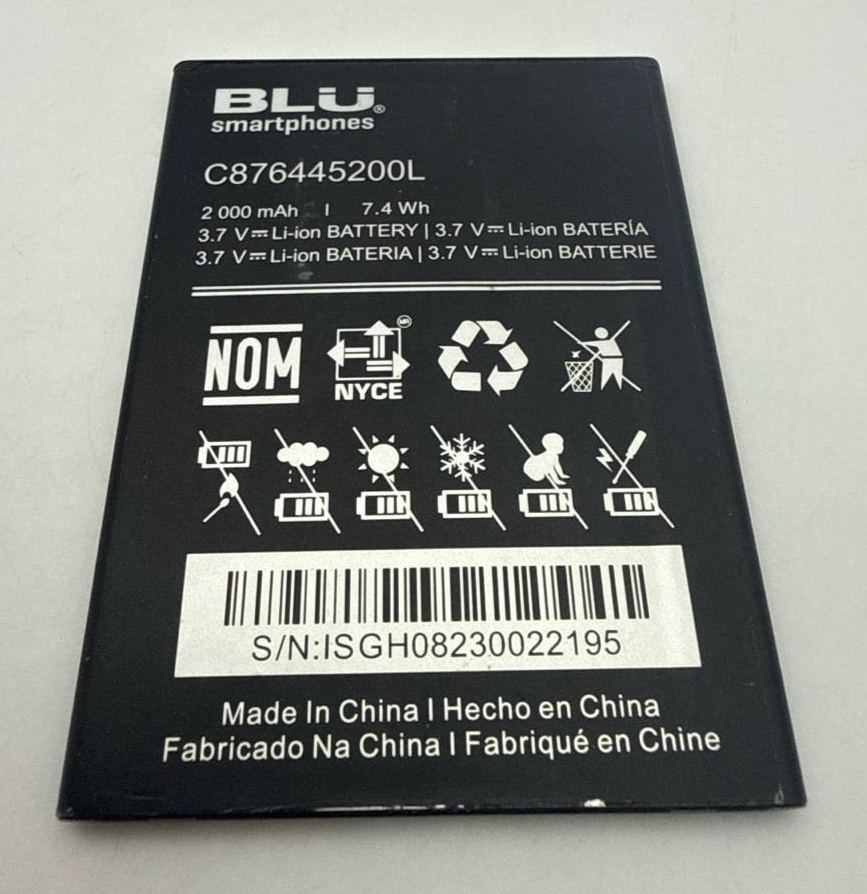 BLU®
smartphones
C876445200L
2 000 mAh | 7.4 Wh
3.7 V⎓Li-ion BATTERY | 3.7 V⎓Li-ion BATERÍA
3.7 V⎓Li-ion BATERIA | 3.7 V⎓Li-ion BATTERIE
NOM
MR
NYCE
S/N:ISGH08230022195
Made In China I Hecho en China
Fabricado Na China I Fabriqué en Chine